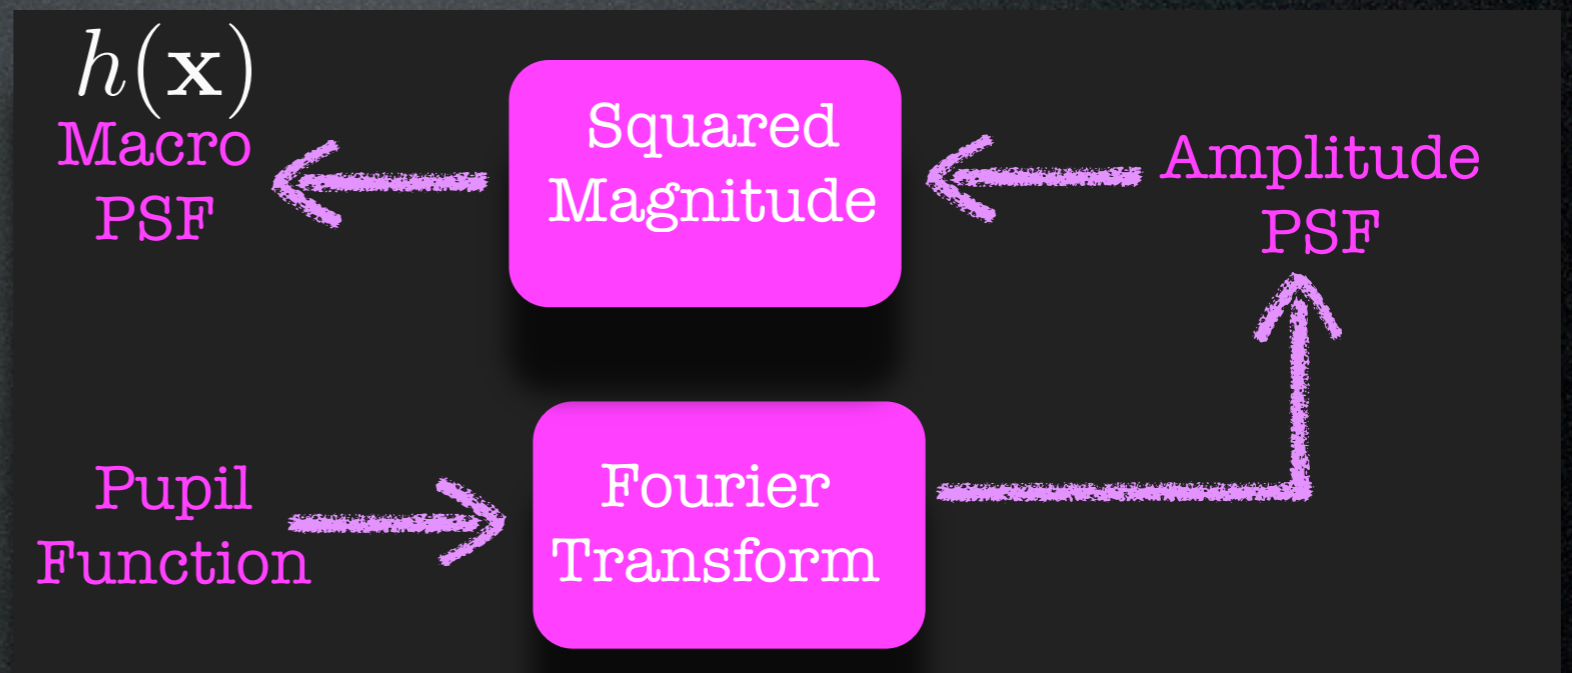 h(x)
Macro
PSF
Squared
Magnitude
Amplitude
PSF
Pupil
Function
Fourier
Transform